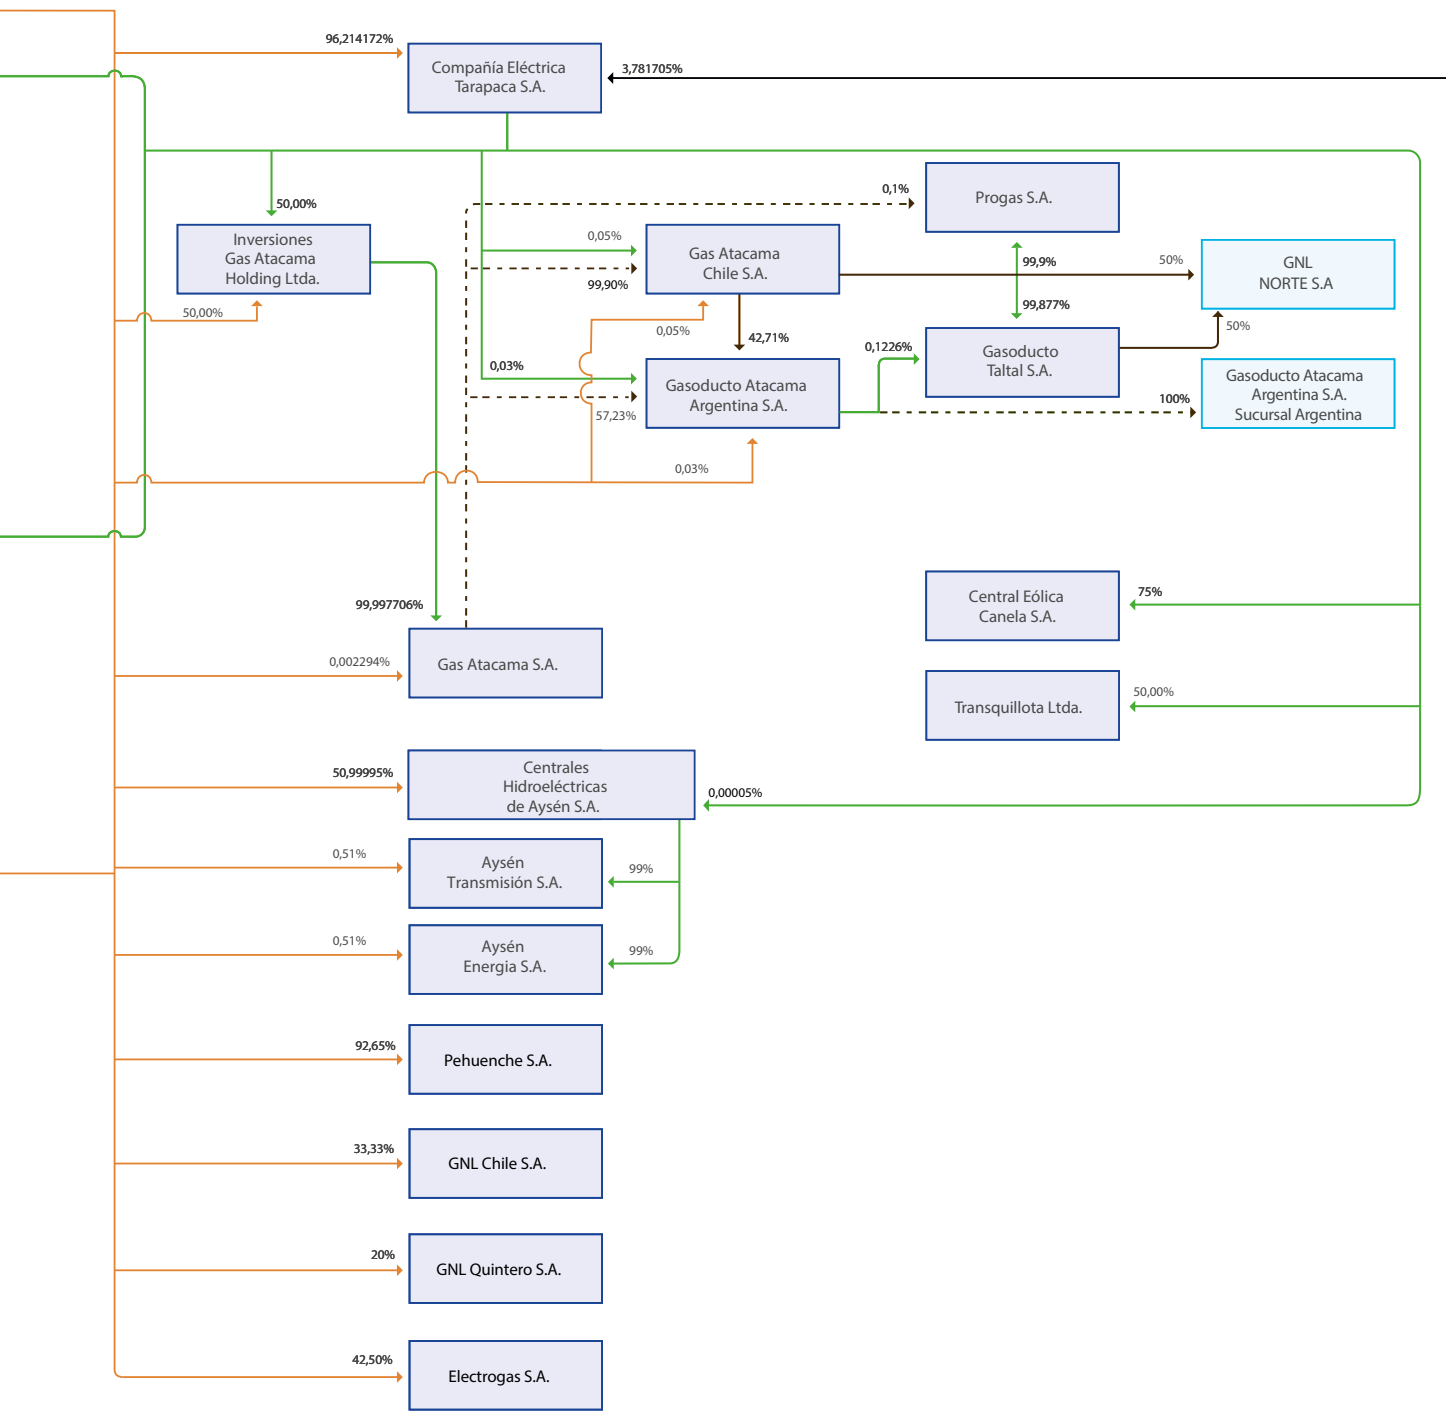 96,214172%
Compañía Eléctrica
Tarapaca S.A.
3,781705%
50,00%
Inversiones
Gas Atacama
Holding Ltda.
50,00%
0,1%
Progas S.A.
0,05%
99,90%
Gas Atacama
Chile S.A.
0,05%
42,71%
99,9%
99,877%
50%
GNL
NORTE S.A
50%
0,03%
57,23%
Gasoducto Atacama
Argentina S.A.
0,1226%
Gasoducto
Taltal S.A.
100%
Gasoducto Atacama
Argentina S.A.
Sucursal Argentina
0,03%
99,997706%
0,002294%
Gas Atacama S.A.
Central Eólica
Canela S.A.
75%
Transquillota Ltda.
50,00%
50,99995%
Centrales
Hidroeléctricas
de Aysén S.A.
0,00005%
0,51%
Aysén
Transmisión S.A.
99%
0,51%
Aysén
Energia S.A.
99%
92,65%
Pehuenche S.A.
33,33%
GNL Chile S.A.
20%
GNL Quintero S.A.
42,50%
Electrogas S.A.